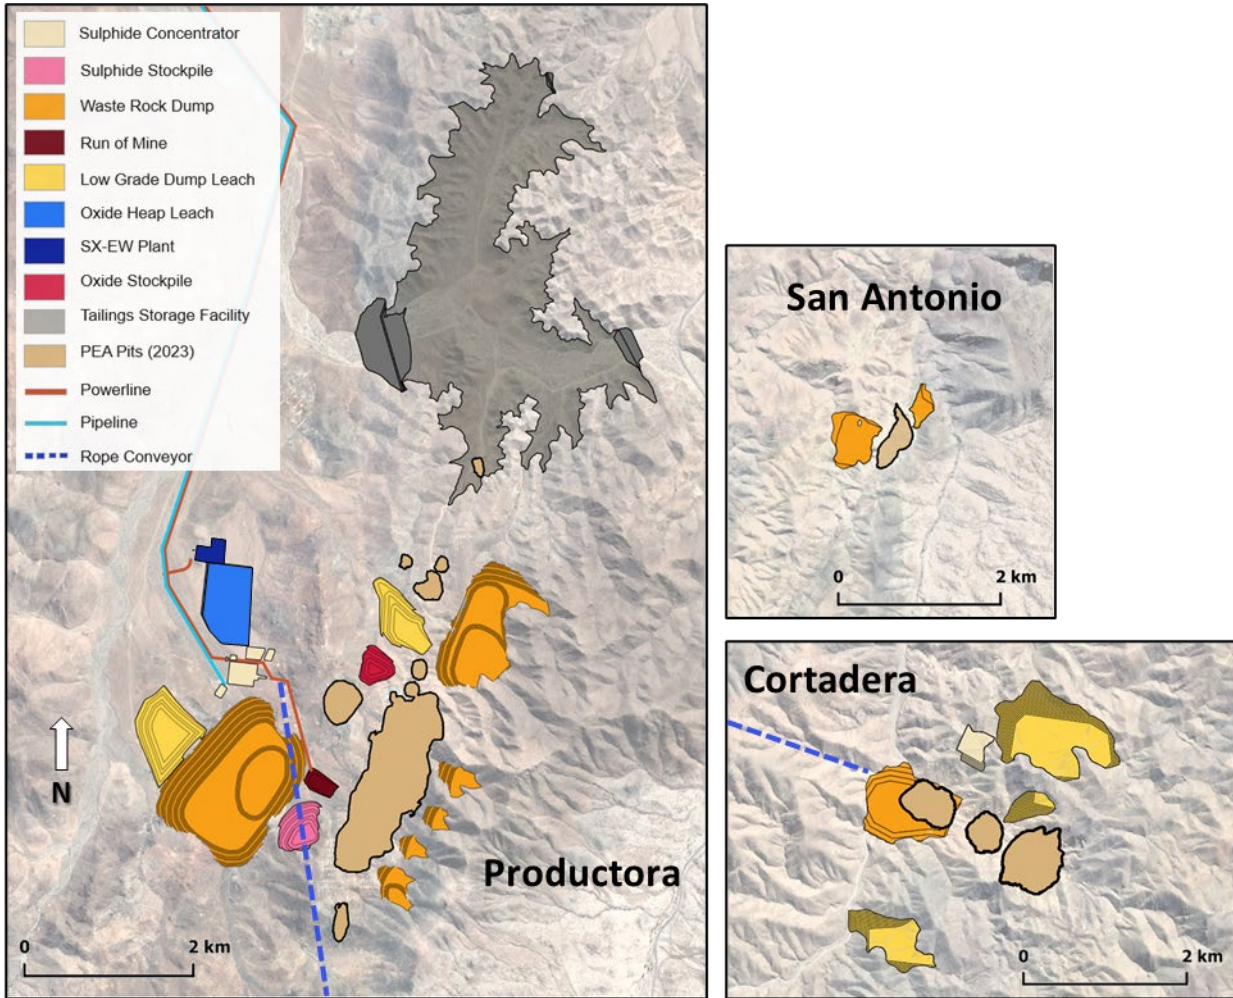 Sulphide Concentrator
Sulphide Stockpile
Waste Rock Dump
Run of Mine
Low Grade Dump Leach
Oxide Heap Leach
SX-EW Plant
Oxide Stockpile
Tailings Storage Facility
PEA Pits (2023)
Powerline
Pipeline
Rope Conveyor
N
Productora
0 2 km
San Antonio
0 2 km
Cortadera
0 2 km